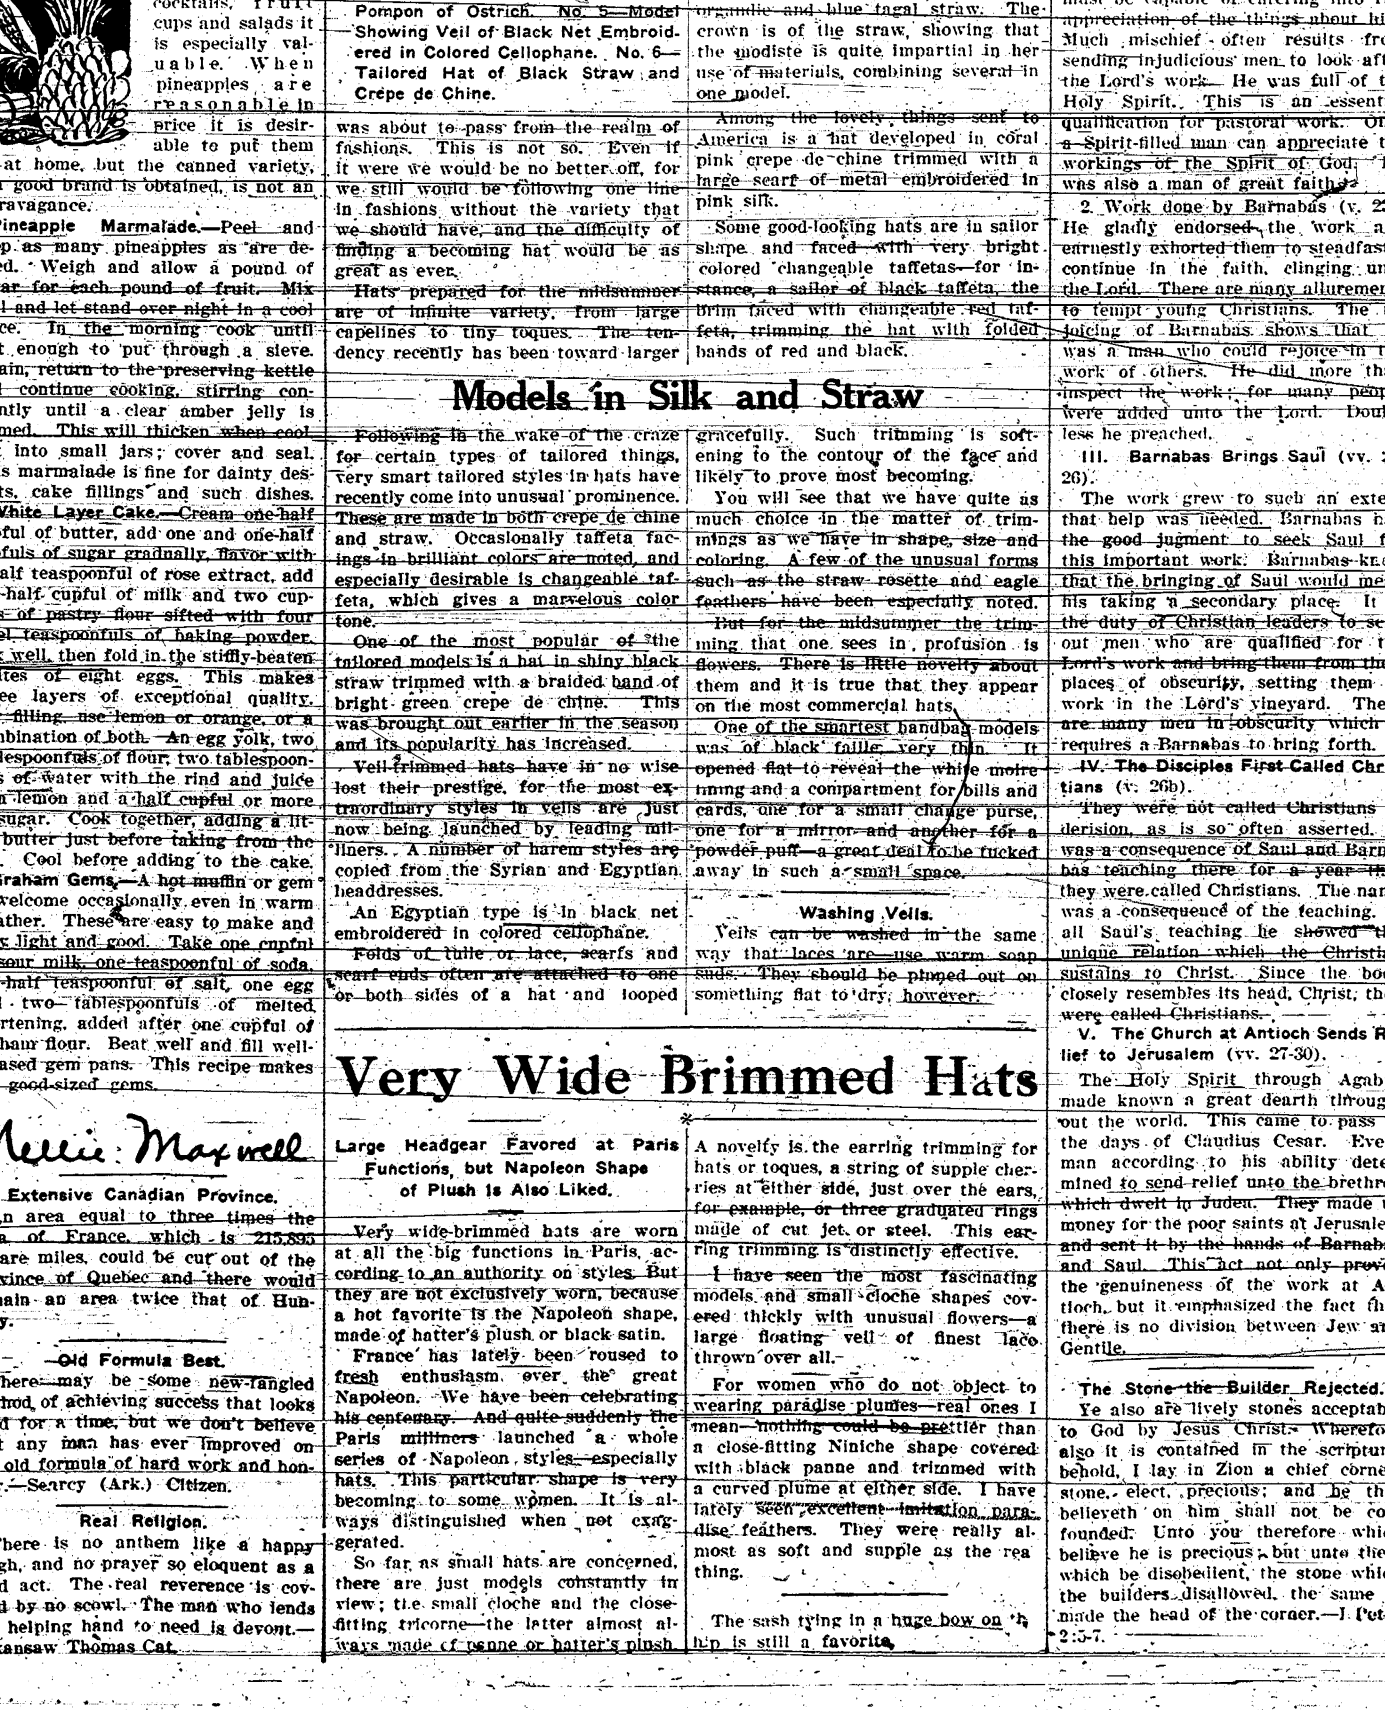 cocktails, fruit
cups and salads it
is especially val-
uable. When
pineapples are
reasonable in
price it is desir-
able to put them
at home, but the canned variety,
good brand is obtained, is not an
ravagance.
Pineapple Marmalade.—Peel and
as many pineapples as are de-
Weigh and allow a pound of
for each pound of fruit. Mix
and let stand over night in a cool
In the morning cook until
enough to put through a sieve.
return to the preserving kettle
continue cooking, stirring con-
until a clear amber jelly is
This will thicken when cool.
into small jars; cover and seal.
marmalade is fine for dainty des-
cake fillings and such dishes.
White Layer Cake.—Cream one-half
of butter, add one and one-half
of sugar gradually, flavor with
teaspoonful of rose extract, add
half cupful of milk and two cup-
of pastry flour sifted with four
teaspoonfuls of baking powder.
well, then fold in the stiffly-beaten
of eight eggs. This makes
layers of exceptional quality.
filling, use lemon or orange, or a
of both. An egg yolk, two
of flour, two tablespoon-
of water with the rind and juice
lemon and a half cupful or more
sugar. Cook together, adding a lit-
butter just before taking from the
Cool before adding to the cake.
Graham Gems.—A hot muffin or gem
welcome occasionally even in warm
These are easy to make and
light and good. Take one cupful
sour milk, one teaspoonful of soda,
half teaspoonful of salt, one egg
two tablespoonfuls of melted
added after one cupful of
flour. Beat well and fill well-
gem pans. This recipe makes
good-sized gems.
Nellie Maxwell
Extensive Canadian Province.
area equal to three times the
of France, which is 215,893
miles, could be cut out of the
of Quebec and there would
an area twice that of Hun-
Old Formula Best.
There may be some new-fangled
of achieving success that looks
for a time, but we don't believe
any man has ever improved on
old formula of hard work and hon-
—Searcy (Ark.) Citizen.
Real Religion.
There is no anthem like a happy
and no prayer so eloquent as a
act. The real reverence is cov-
by no scowl. The man who lends
helping hand to need is devout.—
Thomas Cat.
Pompon of Ostrich. No. 5—Model
Showing Veil of Black Net Embroid-
ered in Colored Cellophane. No. 6—
Tailored Hat of Black Straw and
Crepe de Chine.
was about to pass from the realm of
fashions. This is not so. Even if
it were we would be no better off, for
we still would be following one line
in fashions without the variety that
we should have, and the difficulty of
finding a becoming hat would be as
great as ever.
Hats prepared for the midsummer
are of infinite variety, from large
capelines to tiny toques. The ten-
dency recently has been toward larger
organdie and blue tagal straw. The
crown is of the straw, showing that
the modiste is quite impartial in her
use of materials, combining several in
one model.
Among the lovely things sent to
America is a hat developed in coral
pink crepe de chine trimmed with a
large scarf of metal embroidered in
pink silk.
Some good-looking hats are in sailor
shape and faced with very bright
colored changeable taffetas—for in-
stance, a sailor of black taffeta, the
brim faced with changeable red taf-
feta, trimming the hat with folded
bands of red and black.
Models in Silk and Straw
Following in the wake of the craze
for certain types of tailored things,
very smart tailored styles in hats have
recently come into unusual prominence.
These are made in both crepe de chine
and straw. Occasionally taffeta fac-
ings in brilliant colors are noted, and
especially desirable is changeable taf-
feta, which gives a marvelous color
tone.
One of the most popular of the
tailored models is a hat in shiny black
straw trimmed with a braided band of
bright green crepe de chine. This
was brought out earlier in the season
and its popularity has increased.
Veil-trimmed hats have in no wise
lost their prestige, for the most ex-
traordinary styles in veils are just
now being launched by leading mil-
liners. A number of harem styles are
copied from the Syrian and Egyptian
headdresses.
An Egyptian type is in black net
embroidered in colored cellophane.
Folds of tulle or lace, scarfs and
scarf ends often are attached to one
or both sides of a hat and looped
gracefully. Such trimming is soft-
ening to the contour of the face and
likely to prove most becoming.
You will see that we have quite as
much choice in the matter of trim-
mings as we have in shape, size and
coloring. A few of the unusual forms
such as the straw rosette and eagle
feathers have been especially noted.
But for the midsummer the trim-
ming that one sees in profusion is
flowers. There is little novelty about
them and it is true that they appear
on the most commercial hats.
One of the smartest handbag models
was of black faille, very thin. It
opened flat to reveal the white moire
lining and a compartment for bills and
cards, one for a small change purse,
one for a mirror and another for a
powder puff—a great deal to be tucked
away in such a small space.
Washing Veils.
Veils can be washed in the same
way that laces are—use warm soap
suds. They should be pinned out on
something flat to dry, however.
Very Wide Brimmed Hats
Large Headgear Favored at Paris
Functions, but Napoleon Shape
of Plush is Also Liked.
Very wide-brimmed hats are worn
at all the big functions in Paris, ac-
cording to an authority on styles. But
they are not exclusively worn, because
a hot favorite is the Napoleon shape,
made of hatter's plush or black satin.
France has lately been roused to
fresh enthusiasm over the great
Napoleon. We have been celebrating
his centenary. And quite suddenly the
Paris milliners launched a whole
series of Napoleon styles—especially
hats. This particular shape is very
becoming to some women. It is al-
ways distinguished when not exag-
gerated.
So far as small hats are concerned,
there are just models constantly in
view; the small cloche and the close-
fitting tricorne—the latter almost al-
ways made of panne or hatter's plush.
A novelty is the earring trimming for
hats or toques, a string of supple cher-
ries at either side, just over the ears,
for example, or three graduated rings
made of cut jet, or steel. This ear-
ring trimming is distinctly effective.
I have seen the most fascinating
models and small cloche shapes cov-
ered thickly with unusual flowers—a
large floating veil of finest lace
thrown over all.
For women who do not object to
wearing paradise plumes—real ones I
mean—nothing could be prettier than
a close-fitting Niniche shape covered
with black panne and trimmed with
a curved plume at either side. I have
lately seen excellent imitation para-
dise feathers. They were really al-
most as soft and supple as the rea
thing.
The sash tying in a huge bow on
hip is still a favorite.
appreciation of the things about
Much mischief often results
sending injudicious men to look
the Lord's work. He was full of
Holy Spirit. This is an
qualification for pastoral work.
a Spirit-filled man can appreciate
workings of the Spirit of God.
was also a man of great faith.
2. Work done by Barnabas (v.
He gladly endorsed the work
earnestly exhorted them to
continue in the faith, clinging
the Lord. There are many
to tempt young Christians. The
joicing of Barnabas shows that
was a man who could rejoice in
work of others. He did more
inspect the work; for many
were added unto the Lord.
less he preached.
III. Barnabas Brings Saul (vv.
26).
The work grew to such an
that help was needed. Barnabas
the good judgment to seek Saul
this important work. Barnabas
that the bringing of Saul would
his taking a secondary place. It
the duty of Christian leaders to
out men who are qualified for
Lord's work and bring them from
places of obscurity, setting them
work in the Lord's vineyard.
are many men in obscurity which
requires a Barnabas to bring forth.
IV. The Disciples First Called Chr
tians (v. 26b).
They were not called Christians
derision, as is so often asserted.
was a consequence of Saul and
bas teaching there for a year
they were called Christians. The
was a consequence of the teaching.
all Saul's teaching he showed
unique relation which the
sustains to Christ. Since the
closely resembles its head, Christ,
were called Christians.
V. The Church at Antioch Sends R
lief to Jerusalem (vv. 27-30).
The Holy Spirit through
made known a great dearth
out the world. This came to pass
the days of Claudius Cesar.
man according to his ability
mined to send relief unto the
which dwelt in Judea. They made
money for the poor saints at
and sent it by the hands of
and Saul. This act not only
the genuineness of the work at
tioch, but it emphasized the fact
there is no division between Jew
Gentile.
The Stone the Builder Rejected.
Ye also are lively stones
to God by Jesus Christ.
also it is contained in the
behold, I lay in Zion a chief
stone, elect, precious; and he
believeth on him shall not be
founded. Unto you therefore
believe he is precious; but unto
which be disobedient, the stone
the builders disallowed, the same
made the head of the corner.—I
2:5-7.